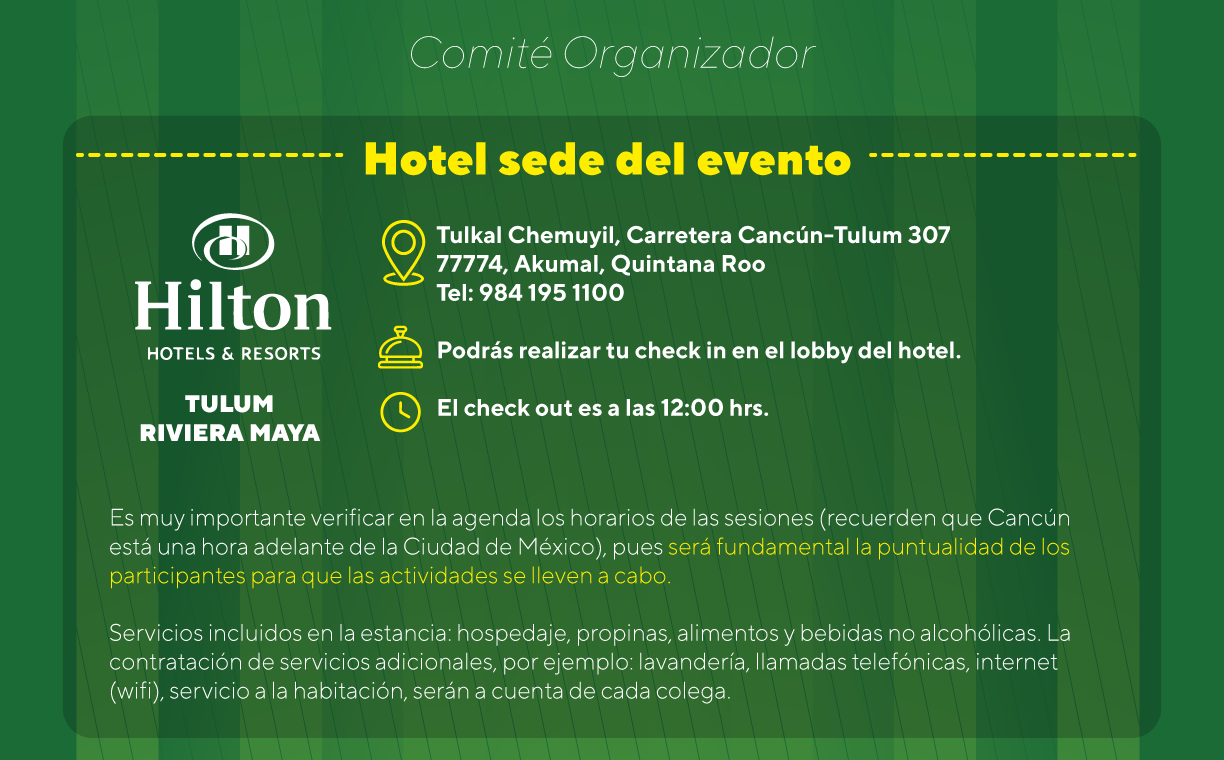 Comité Organizador
Hotel sede del evento
Hilton
HOTELS & RESORTS
TULUM
RIVIERA MAYA
Tulkal Chemuyil, Carretera Cancún-Tulum 307
77774, Akumal, Quintana Roo
Tel: 984 195 1100
Podrás realizar tu check in en el lobby del hotel.
El check out es a las 12:00 hrs.
Es muy importante verificar en la agenda los horarios de las sesiones (recuerden que Cancún
está una hora adelante de la Ciudad de México), pues será fundamental la puntualidad de los
participantes para que las actividades se lleven a cabo.
Servicios incluidos en la estancia: hospedaje, propinas, alimentos y bebidas no alcohólicas. La
contratación de servicios adicionales, por ejemplo: lavandería, llamadas telefónicas, internet
(wifi), servicio a la habitación, serán a cuenta de cada colega.